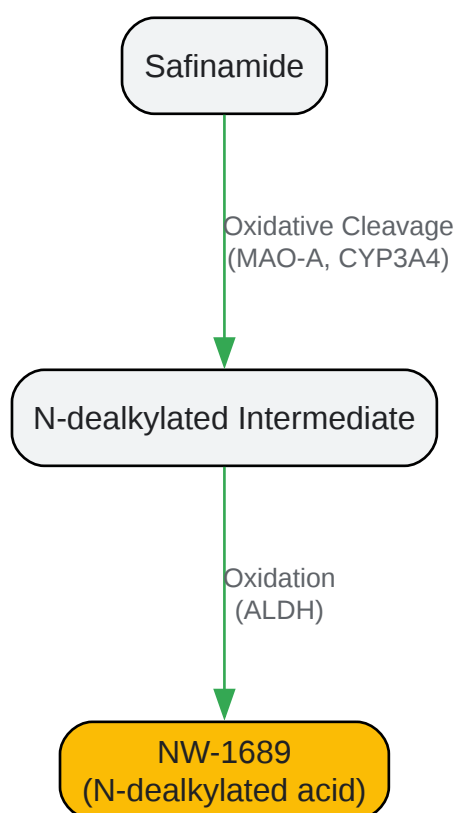 Safinamide
Oxidative Cleavage
(MAO-A, CYP3A4)
N-dealkylated Intermediate
Oxidation
(ALDH)
NW-1689
(N-dealkylated acid)